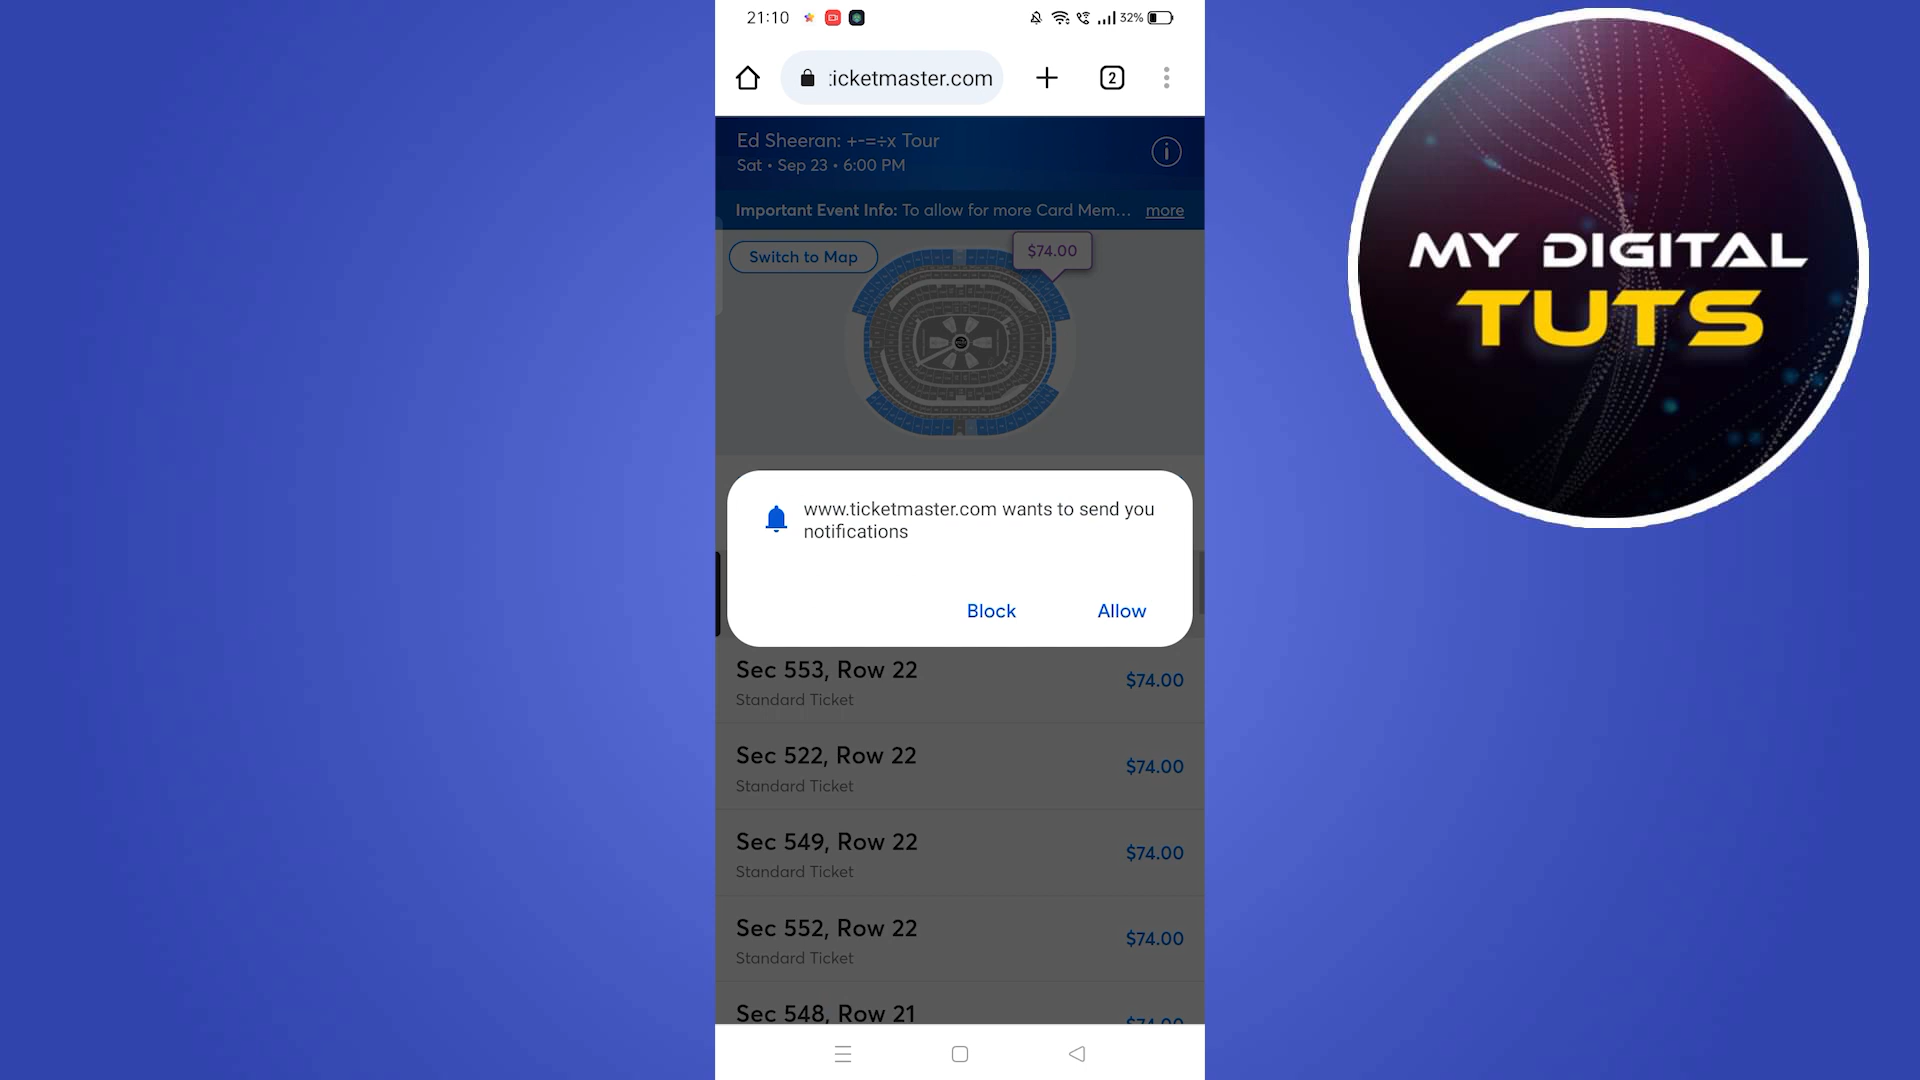 21:10
32%
:icketmaster.com
2
Ed Sheeran: +-=÷x Tour
Sat • Sep 23 • 6:00 PM
Important Event Info: To allow for more Card Mem... more
Switch to Map
$74.00
www.ticketmaster.com wants to send you
notifications
Block Allow
Sec 553, Row 22
$74.00
Standard Ticket
Sec 522, Row 22
$74.00
Standard Ticket
Sec 549, Row 22
$74.00
Standard Ticket
Sec 552, Row 22
$74.00
Standard Ticket
Sec 548, Row 21
$74.00
MY DIGITAL
TUTS